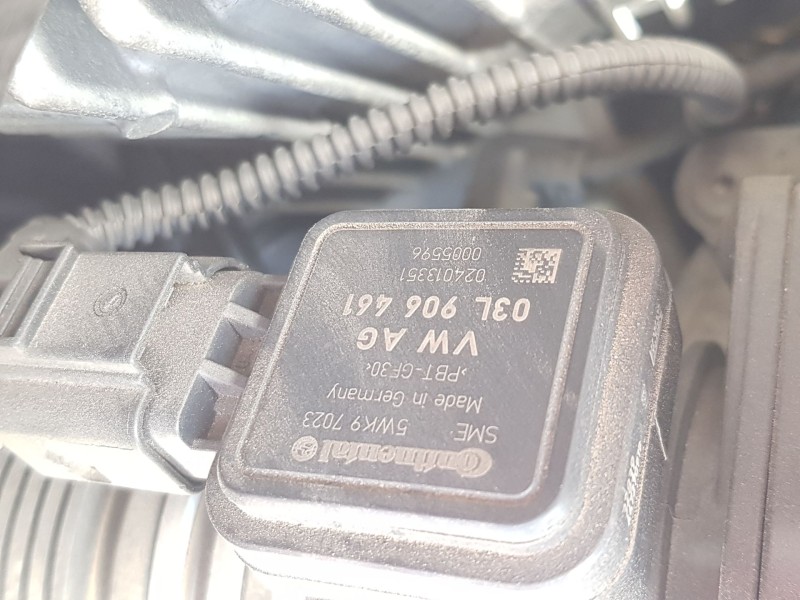 Continental
SME
5WK9 7023
Made in Germany
>PBT-GF30<
VW AG
03L 906 461
024013351
0005596